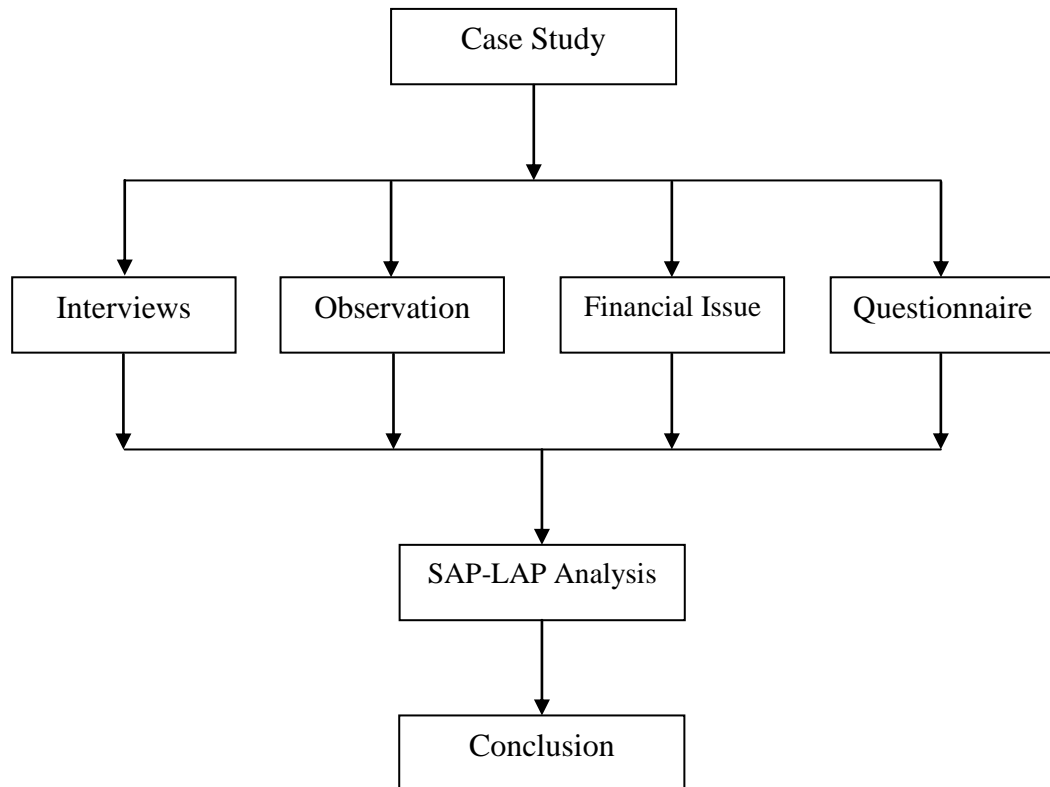 Case Study
Interviews
Observation
Financial Issue
Questionnaire
SAP-LAP Analysis
Conclusion